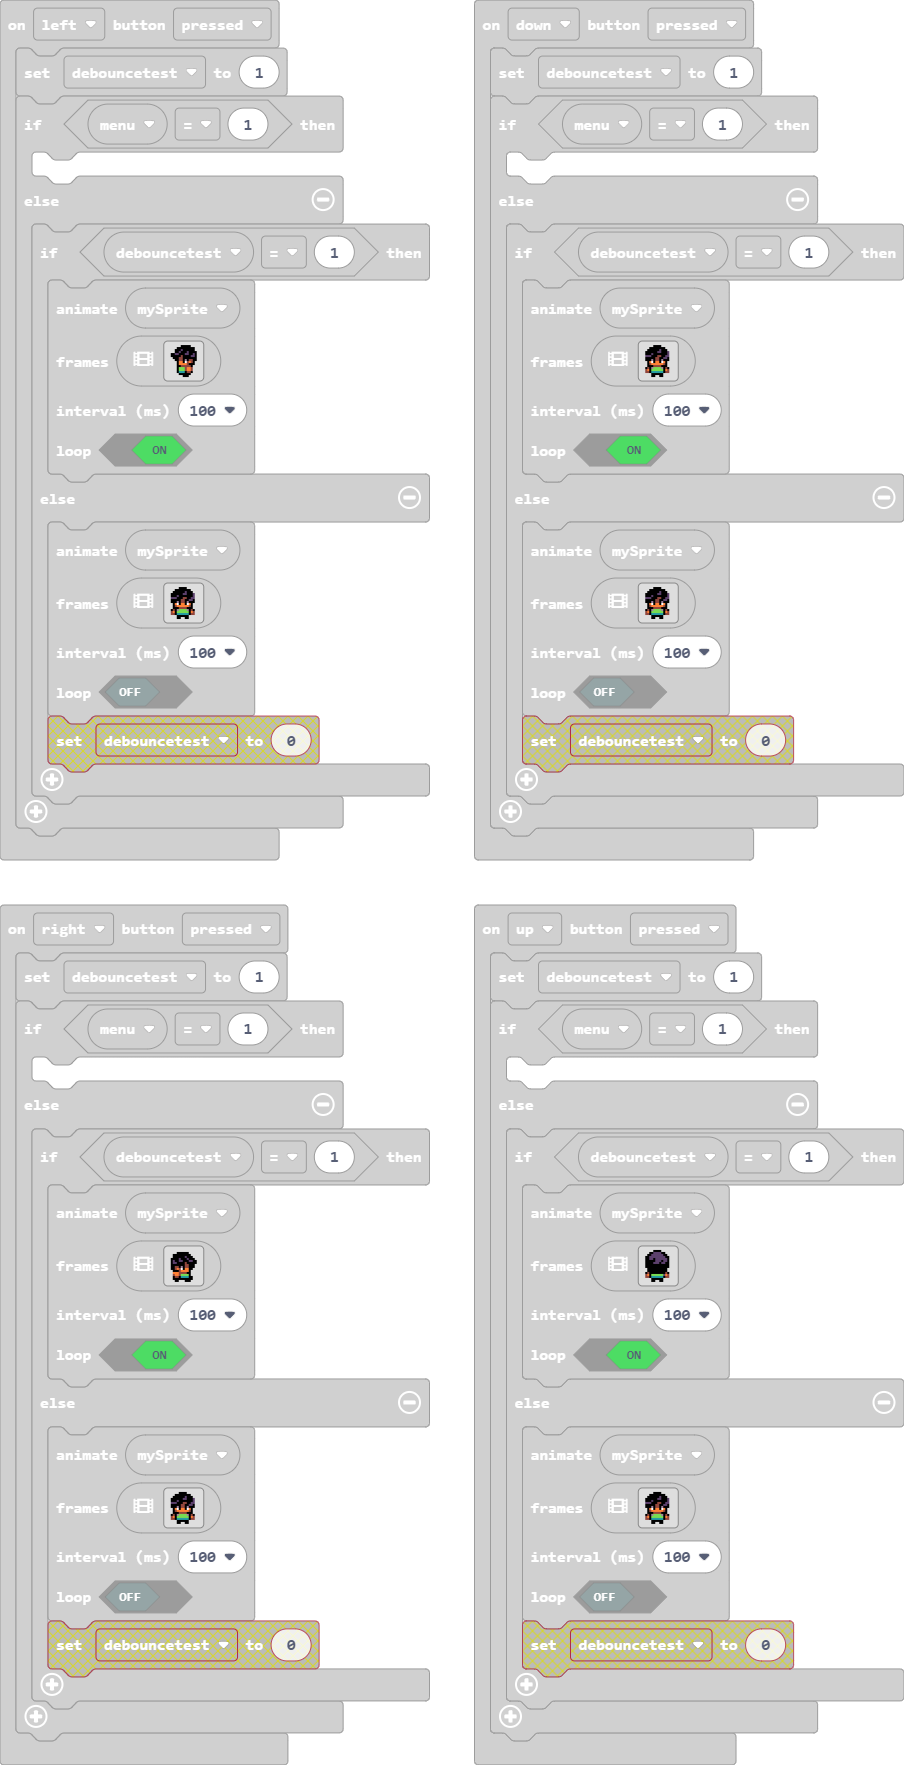 on left button pressed
set debouncetest to 1
if menu = 1 then
else
if debouncetest = 1 then
animate mySprite
frames
interval (ms) 100
loop ON
else
animate mySprite
frames
interval (ms) 100
loop OFF
set debouncetest to 0
on down button pressed
set debouncetest to 1
if menu = 1 then
else
if debouncetest = 1 then
animate mySprite
frames
interval (ms) 100
loop ON
else
animate mySprite
frames
interval (ms) 100
loop OFF
set debouncetest to 0
on right button pressed
set debouncetest to 1
if menu = 1 then
else
if debouncetest = 1 then
animate mySprite
frames
interval (ms) 100
loop ON
else
animate mySprite
frames
interval (ms) 100
loop OFF
set debouncetest to 0
on up button pressed
set debouncetest to 1
if menu = 1 then
else
if debouncetest = 1 then
animate mySprite
frames
interval (ms) 100
loop ON
else
animate mySprite
frames
interval (ms) 100
loop OFF
set debouncetest to 0